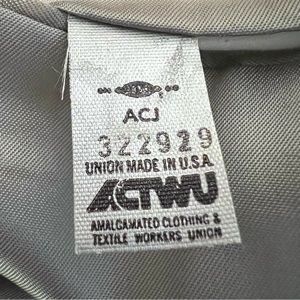 ACJ
322929
UNION MADE IN U.S.A.
ACTWU
AMALGAMATED CLOTHING &
TEXTILE WORKERS UNION